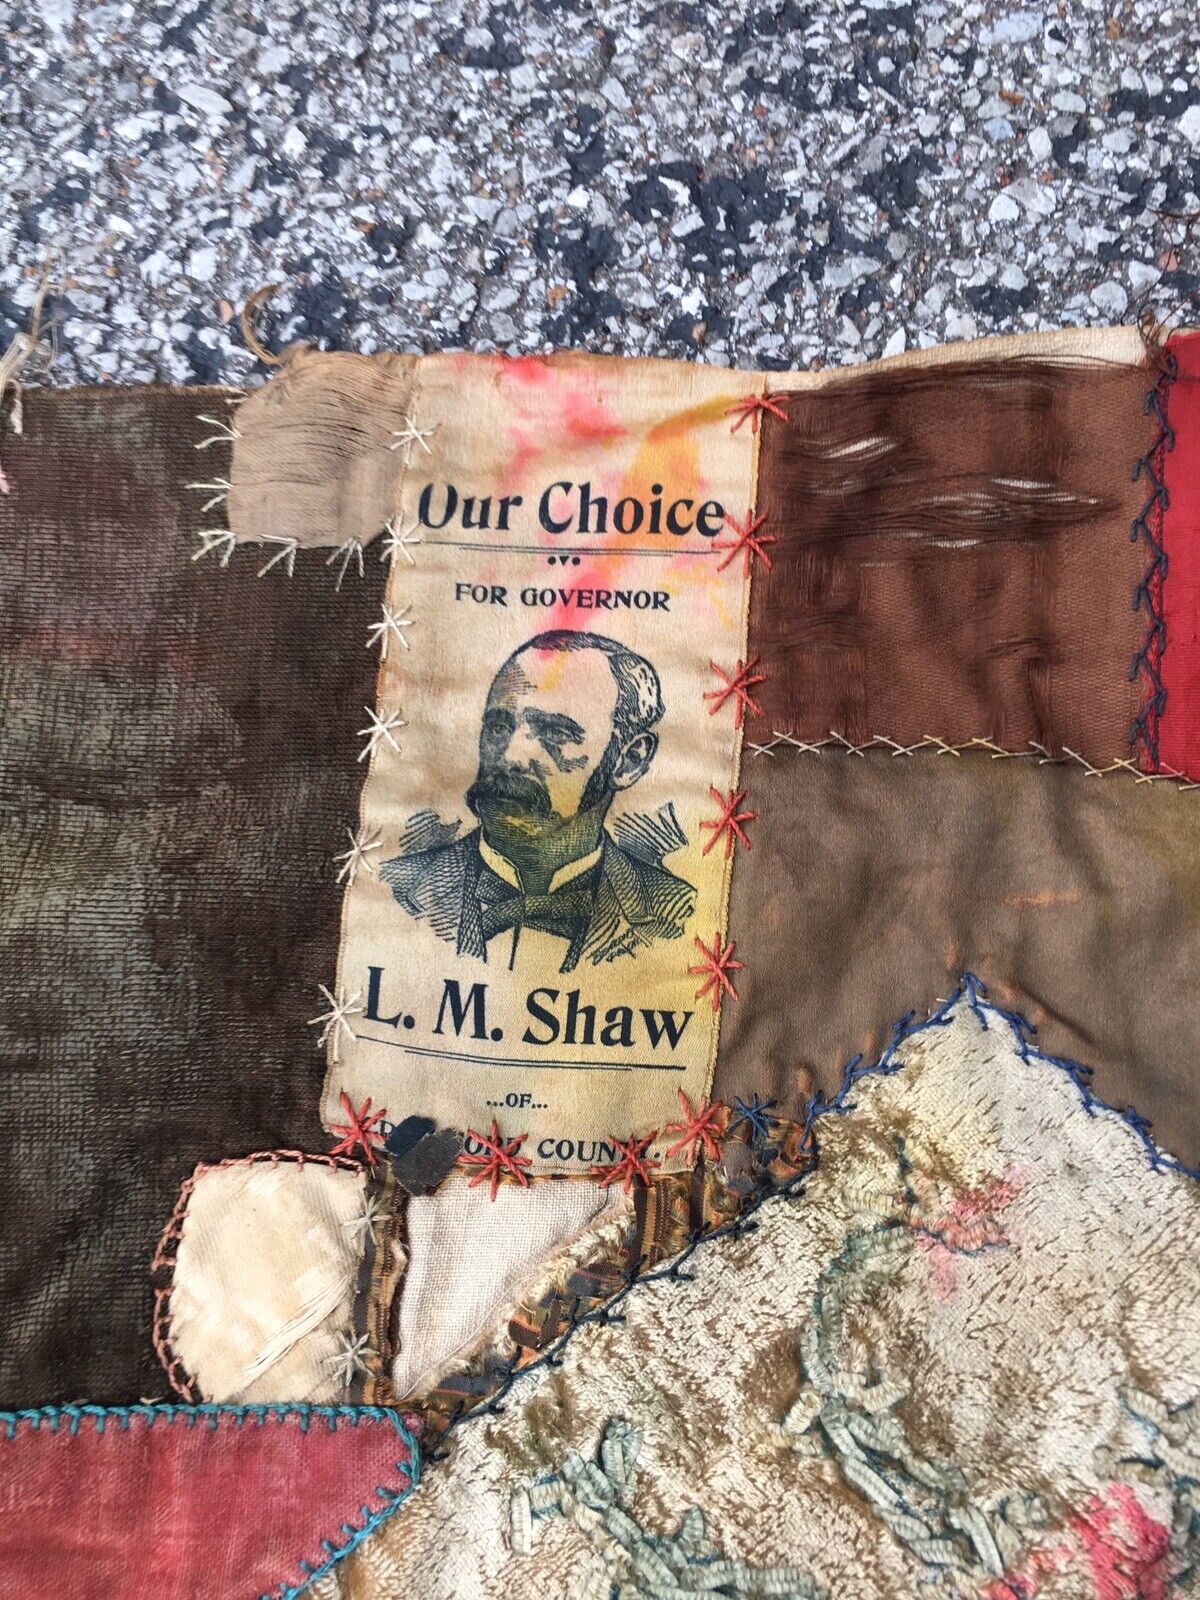 Our Choice
FOR GOVERNOR
L. M. Shaw
...OF...
COUNTY.